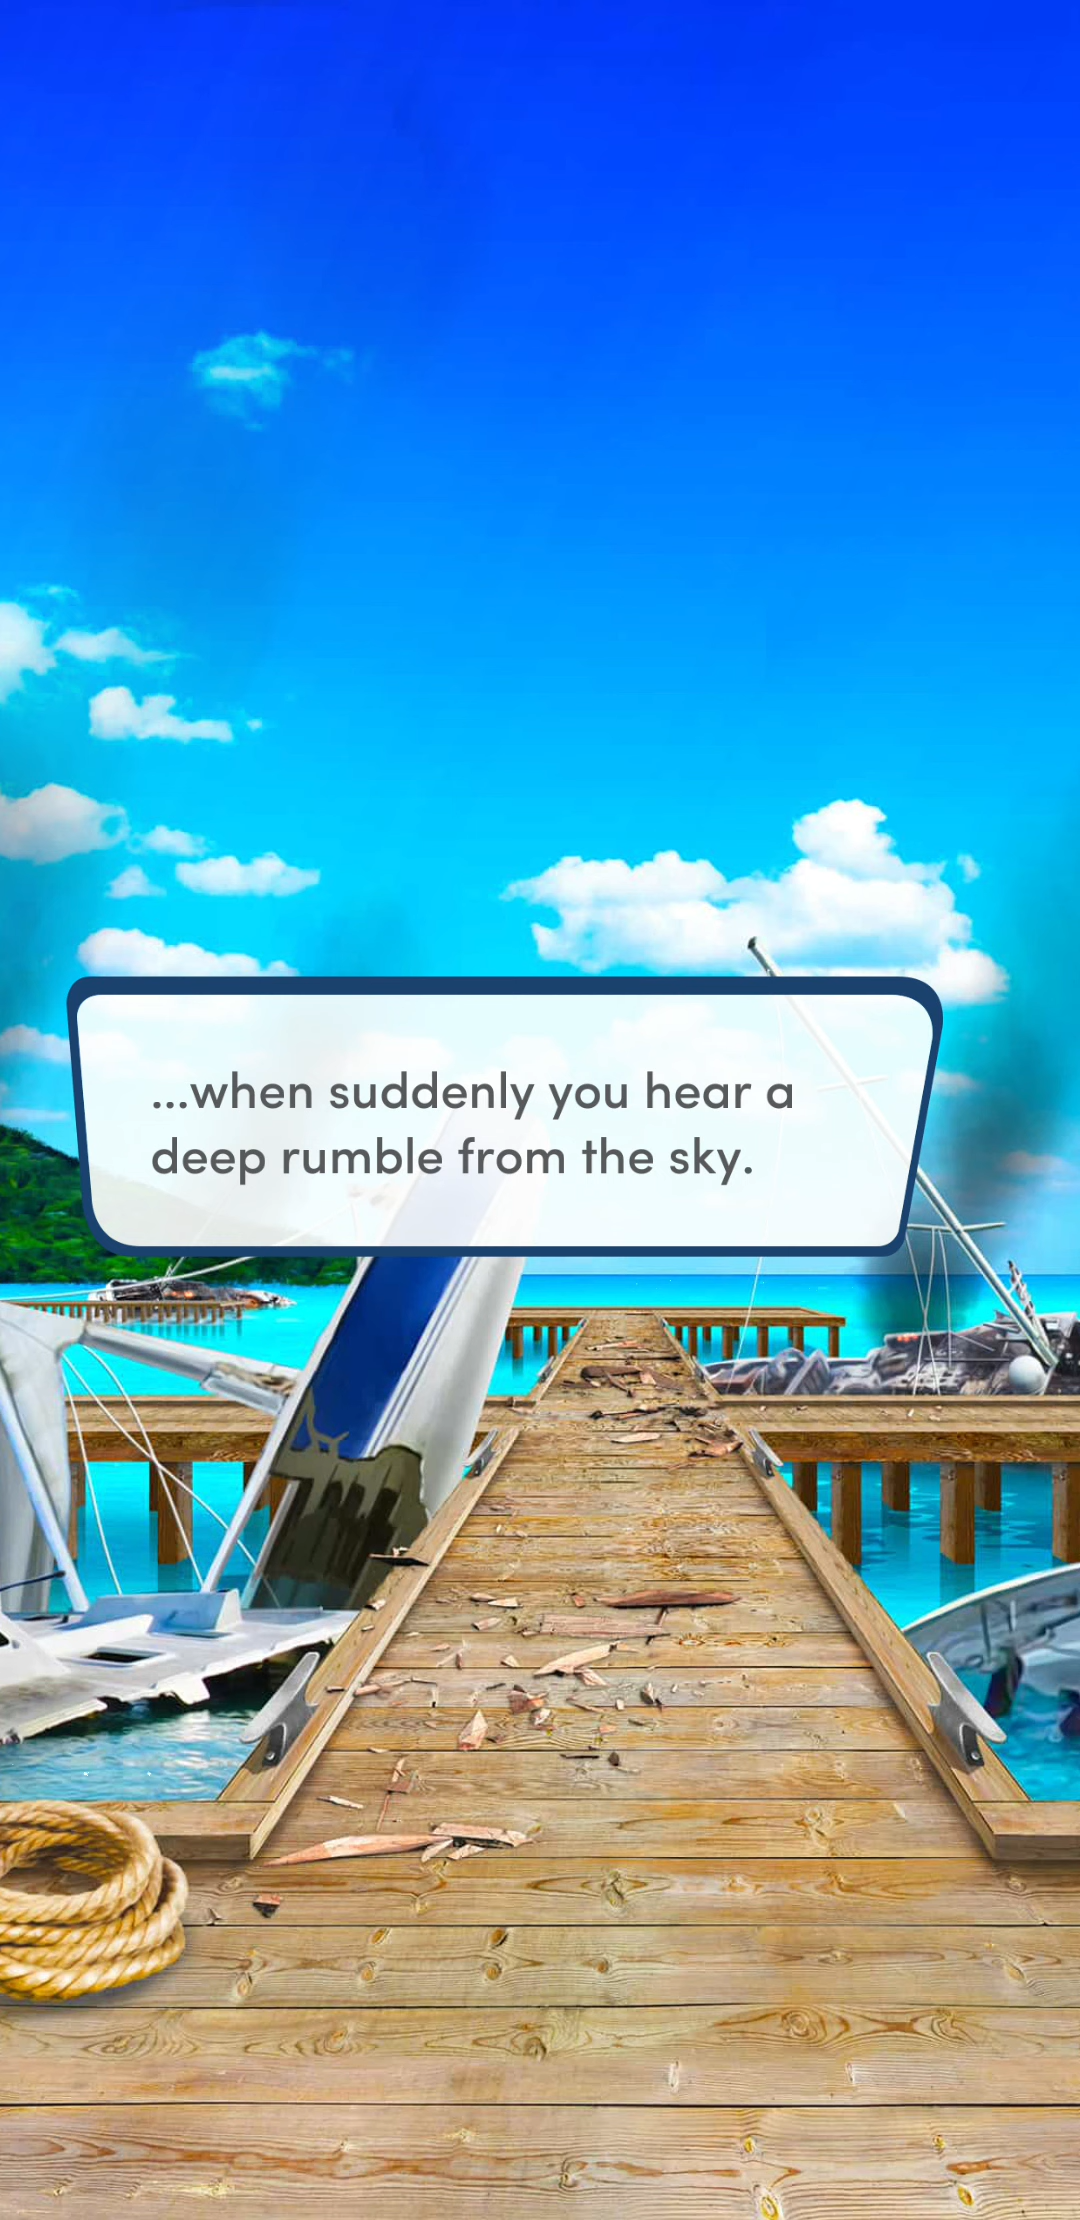 ...when suddenly you hear a
deep rumble from the sky.